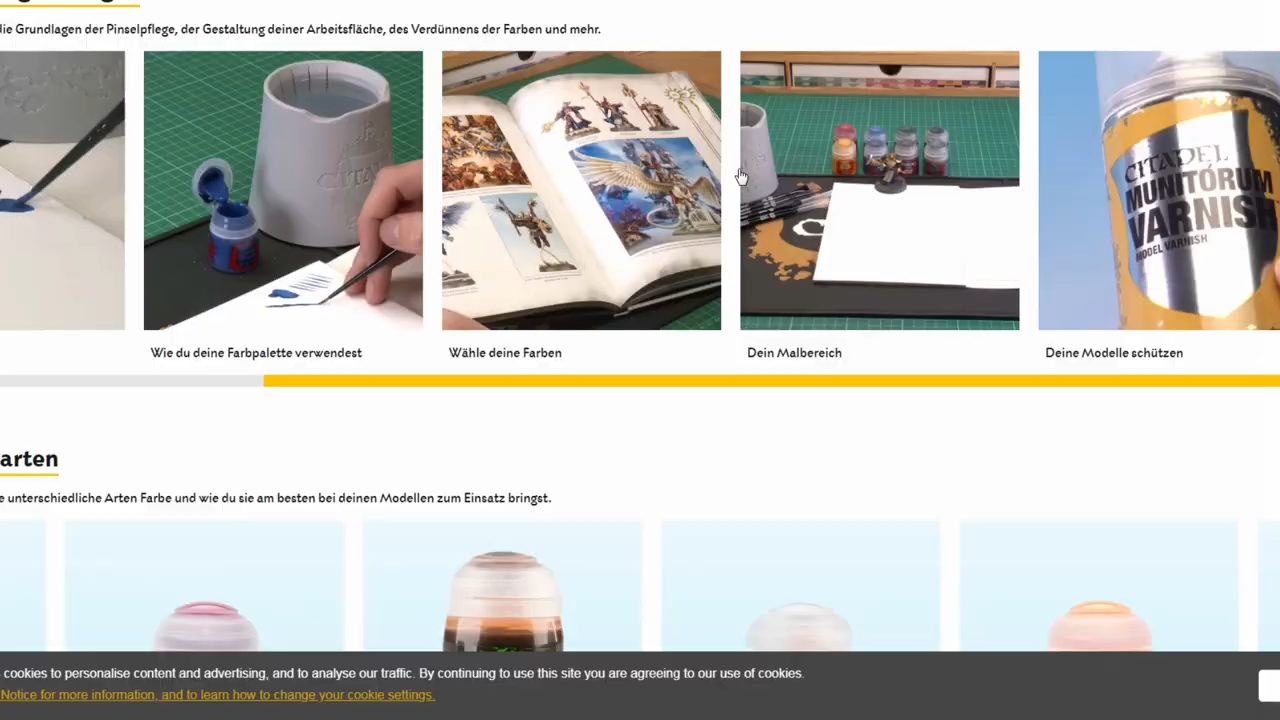 die Grundlagen der Pinselpflege, der Gestaltung deiner Arbeitsfläche, des Verdünnens der Farben und mehr.
CITADEL
MUNITORUM
VARNISH
MODEL VARNISH
Wie du deine Farbpalette verwendest
Wähle deine Farben
Dein Malbereich
Deine Modelle schützen
arten
e unterschiedliche Arten Farbe und wie du sie am besten bei deinen Modellen zum Einsatz bringst.
cookies to personalise content and advertising, and to analyse our traffic. By continuing to use this site you are agreeing to our use of cookies.
Notice for more information, and to learn how to change your cookie settings.